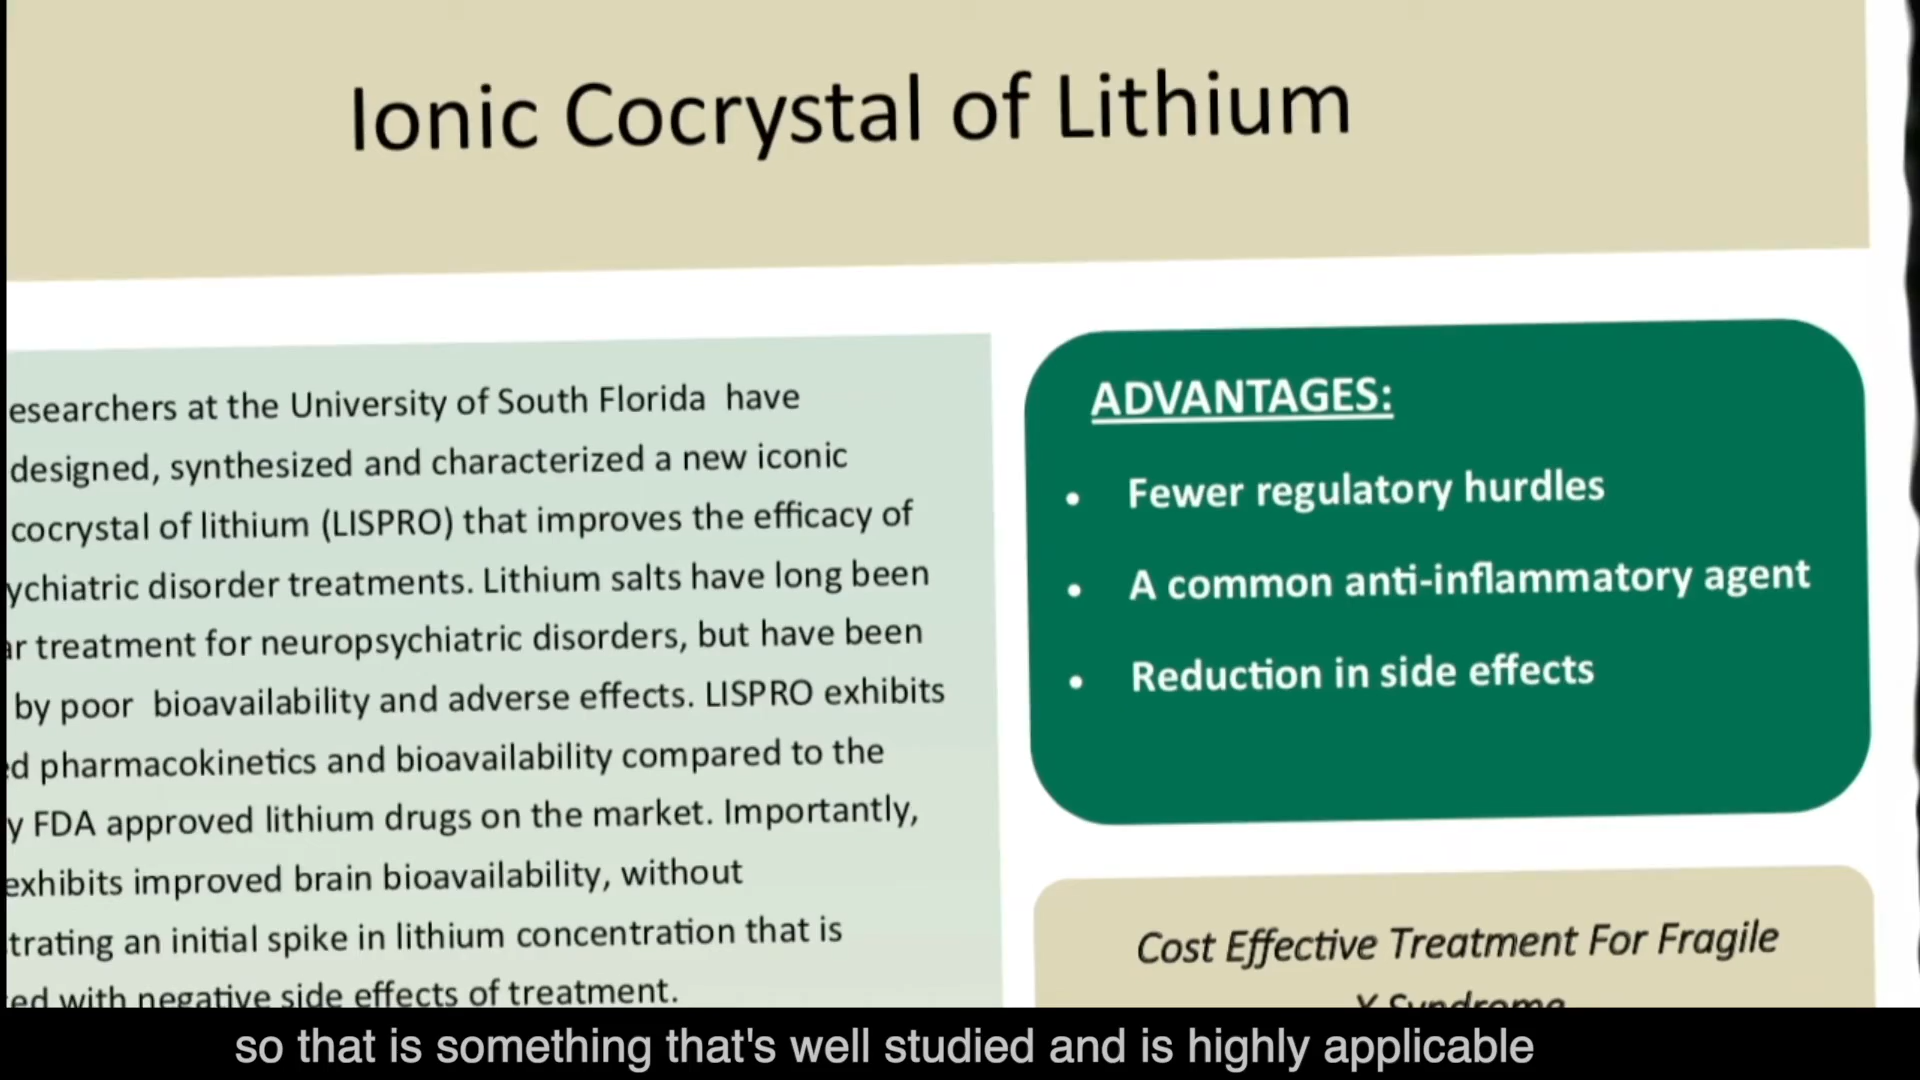 Ionic Cocrystal of Lithium
esearchers at the University of South Florida have
designed, synthesized and characterized a new iconic
cocrystal of lithium (LISPRO) that improves the efficacy of
ychiatric disorder treatments. Lithium salts have long been
ar treatment for neuropsychiatric disorders, but have been
by poor bioavailability and adverse effects. LISPRO exhibits
ed pharmacokinetics and bioavailability compared to the
y FDA approved lithium drugs on the market. Importantly,
exhibits improved brain bioavailability, without
trating an initial spike in lithium concentration that is
ed with negative side effects of treatment.
ADVANTAGES:
• Fewer regulatory hurdles
• A common anti-inflammatory agent
• Reduction in side effects
Cost Effective Treatment For Fragile
X Syndrome
so that is something that's well studied and is highly applicable